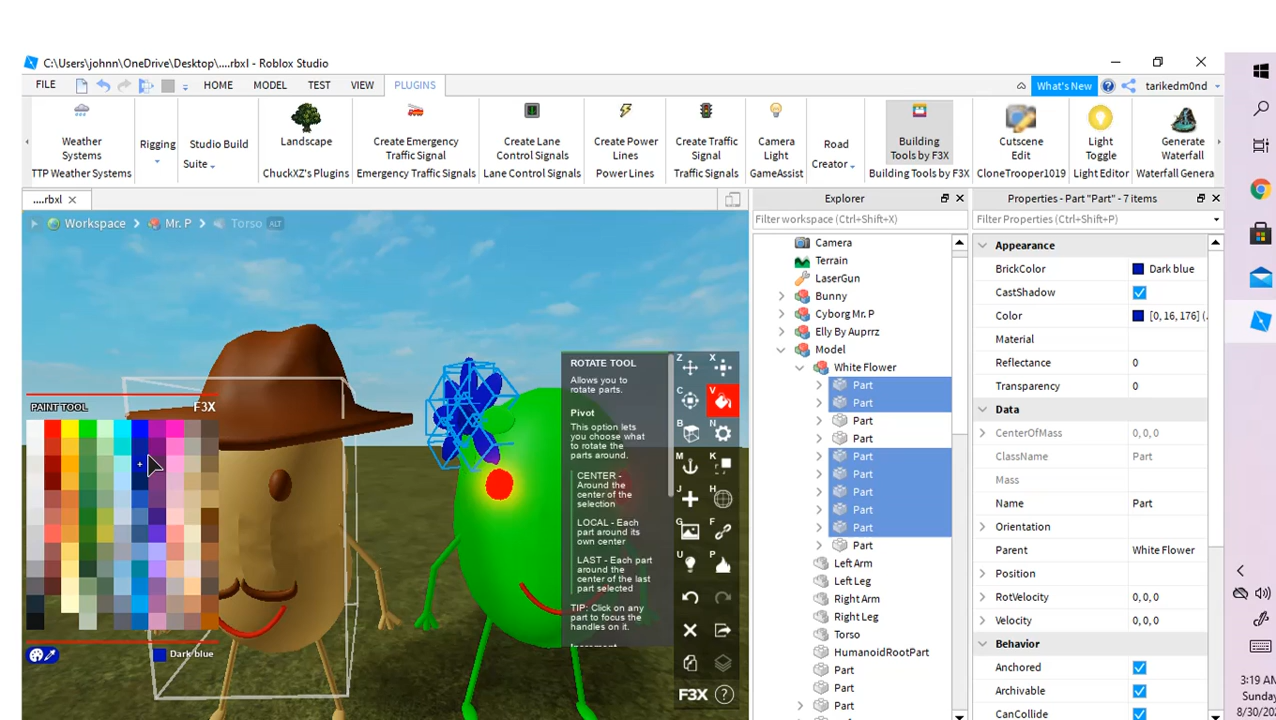 C:\Users\johnn\OneDrive\Desktop\....rbxl - Roblox Studio
FILE HOME MODEL TEST VIEW PLUGINS What's New tarikedm0nd
Weather Systems
TTP Weather Systems
Rigging
Studio Build Suite
Landscape
ChuckXZ's Plugins
Create Emergency Traffic Signal
Emergency Traffic Signals
Create Lane Control Signals
Lane Control Signals
Create Power Lines
Power Lines
Create Traffic Signal
Traffic Signals
Camera Light
GameAssist
Road Creator
Building Tools by F3X
Building Tools by F3X
Cutscene Edit
CloneTrooper1019
Light Toggle
Light Editor
Generate Waterfall
Waterfall Genera
....rbxl
Workspace Mr. P Torso ALT
PAINT TOOL F3X
Dark blue
ROTATE TOOL
Allows you to
rotate parts.
Pivot
This option lets
you choose what
to rotate the
parts around.
CENTER -
Around the
center of the
selection
LOCAL - Each
part around its
own center
LAST - Each part
around the
center of the last
part selected
TIP: Click on any
part to focus the
handles on it.
Increment
Z X
C V
B N
M K
J H
G F
U P
F3X ?
Explorer
Filter workspace (Ctrl+Shift+X)
Camera
Terrain
LaserGun
Bunny
Cyborg Mr. P
Elly By Auprrz
Model
White Flower
Part
Part
Part
Part
Part
Part
Part
Part
Part
Part
Left Arm
Left Leg
Right Arm
Right Leg
Torso
HumanoidRootPart
Part
Part
Part
Properties - Part "Part" - 7 items
Filter Properties (Ctrl+Shift+P)
Appearance
BrickColor Dark blue
CastShadow
Color [0, 16, 176] (.
Material
Reflectance 0
Transparency 0
Data
CenterOfMass 0, 0, 0
ClassName Part
Mass
Name Part
Orientation
Parent White Flower
Position
RotVelocity 0, 0, 0
Velocity 0, 0, 0
Behavior
Anchored
Archivable
CanCollide
3:19 AM
Sunday
8/30/20